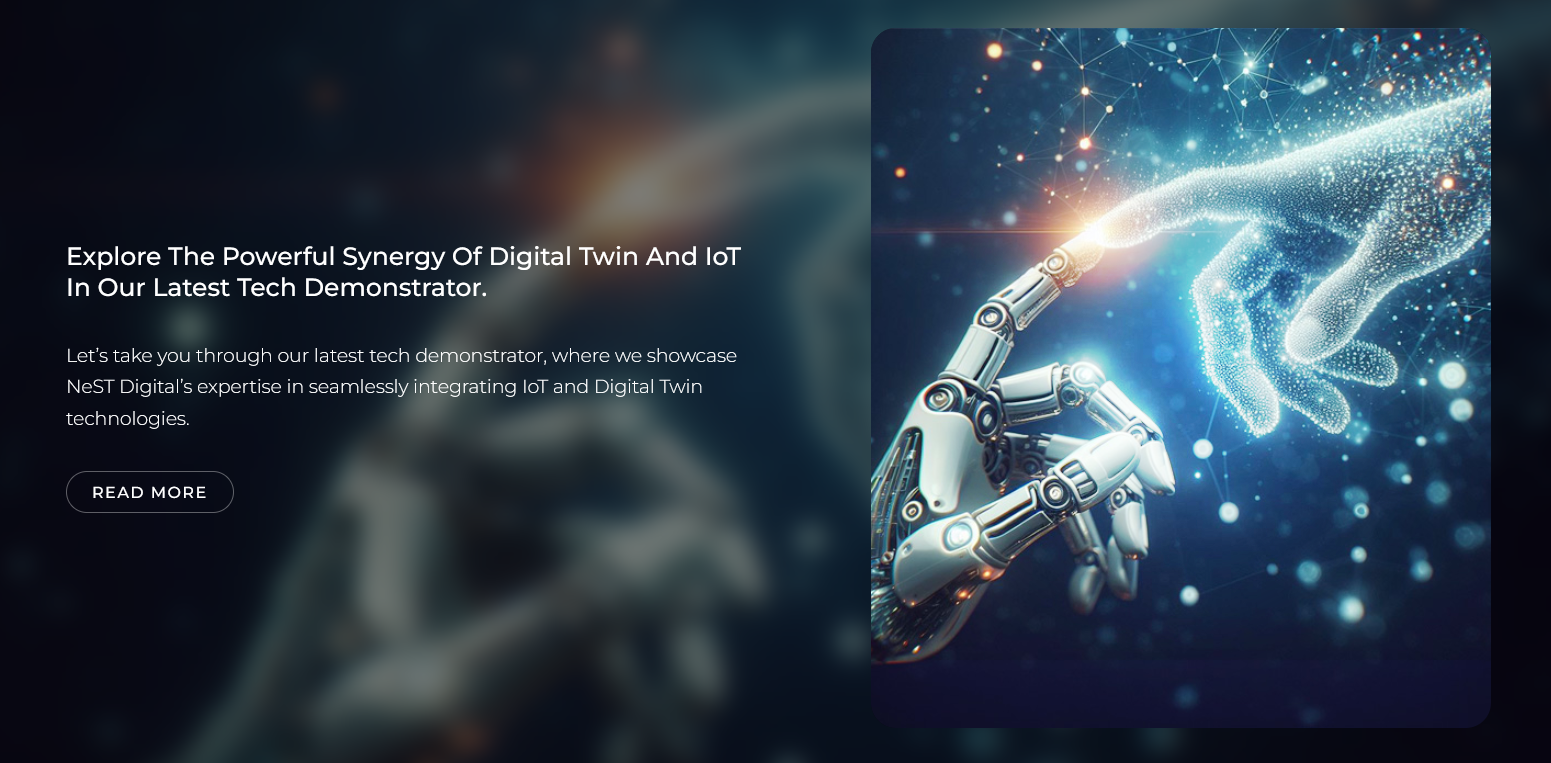 Explore The Powerful Synergy Of Digital Twin And IoT
In Our Latest Tech Demonstrator.
Let’s take you through our latest tech demonstrator, where we showcase
NeST Digital’s expertise in seamlessly integrating IoT and Digital Twin
technologies.
READ MORE